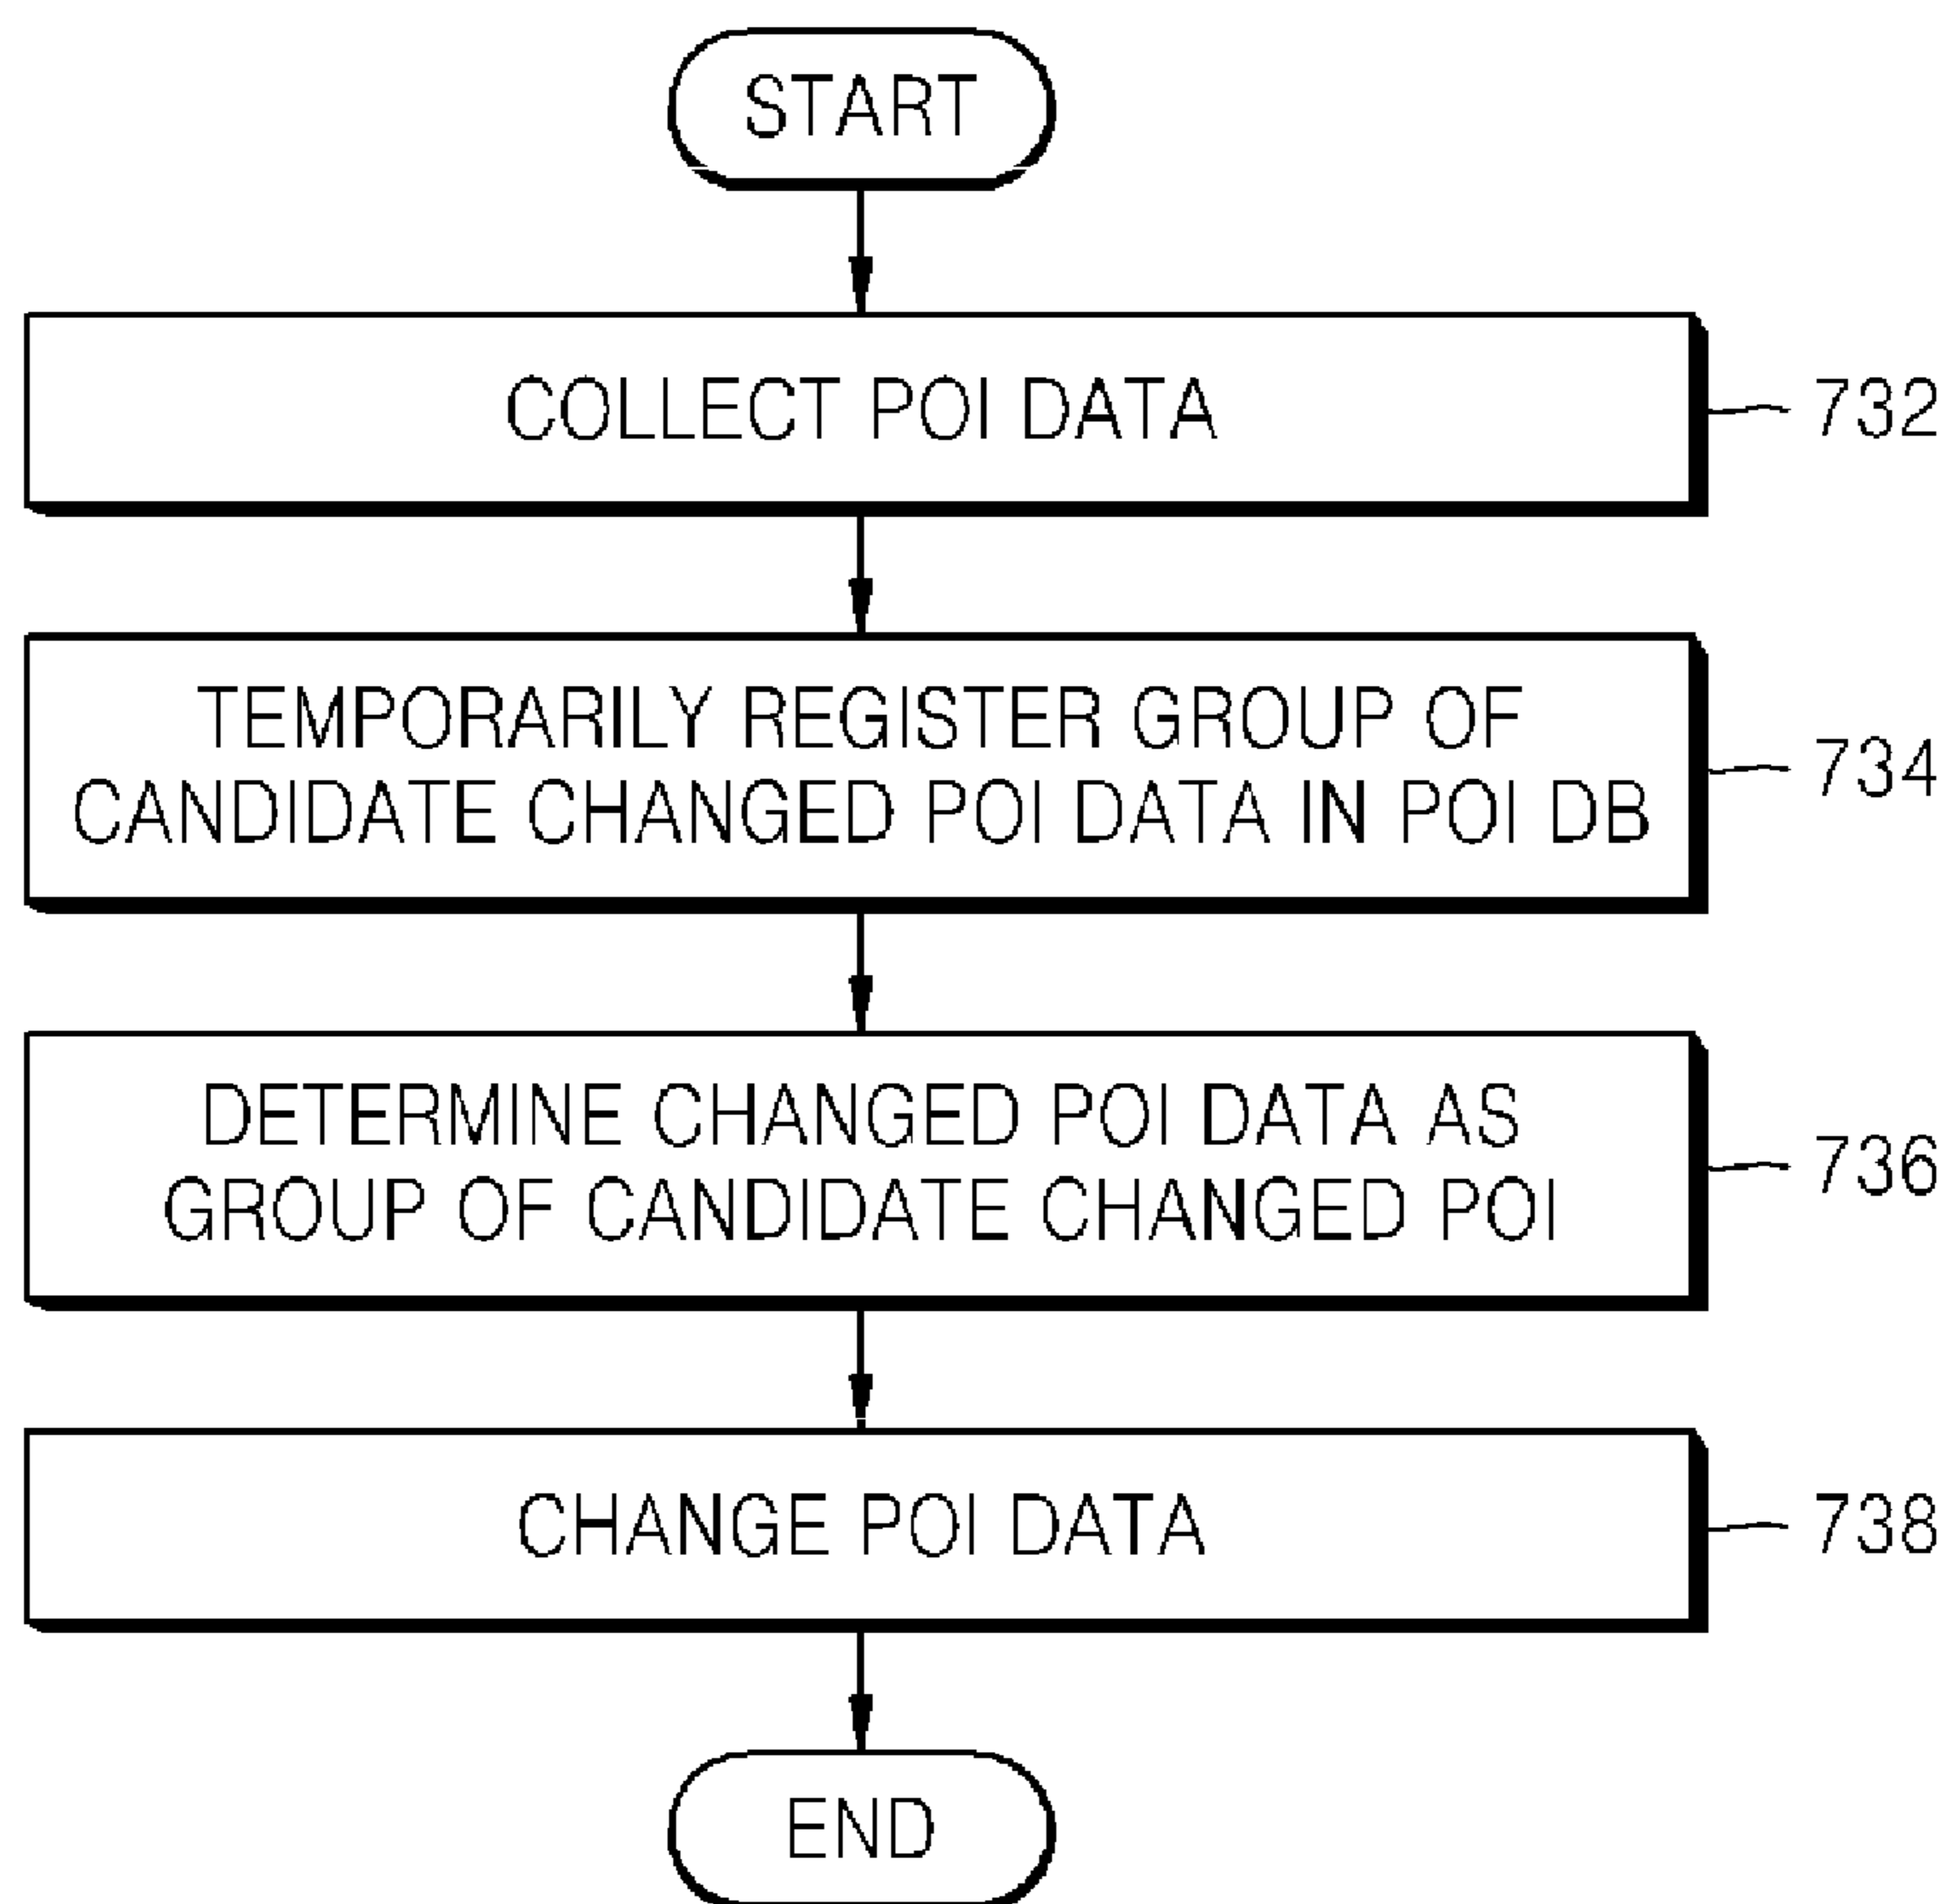 START
COLLECT POI DATA
732
TEMPORARILY REGISTER GROUP OF
CANDIDATE CHANGED POI DATA IN POI DB
734
DETERMINE CHANGED POI DATA AS
GROUP OF CANDIDATE CHANGED POI
736
CHANGE POI DATA
738
END